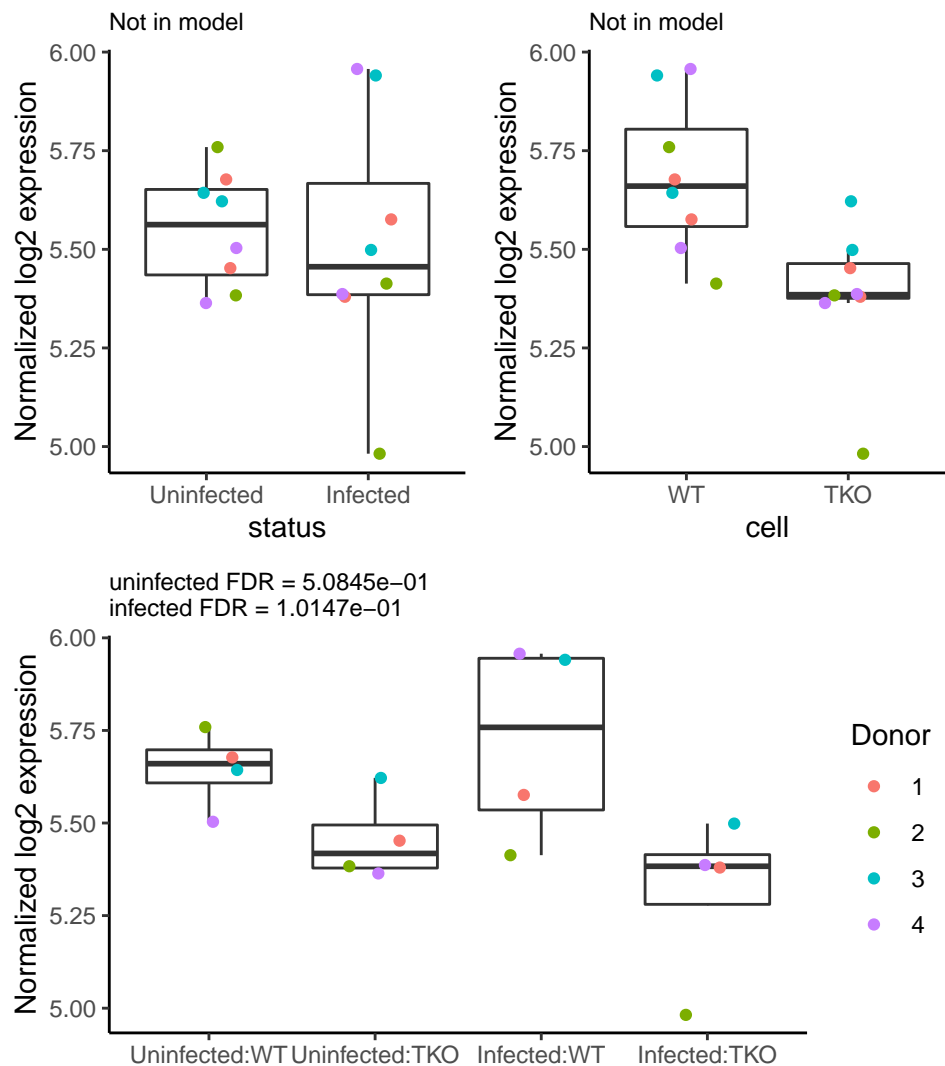 Not in model
6.00
5.75
5.50
5.25
5.00
Normalized log2 expression
Uninfected Infected
status
Not in model
6.00
5.75
5.50
5.25
5.00
Normalized log2 expression
WT TKO
cell
uninfected FDR = 5.0845e−01
infected FDR = 1.0147e−01
6.00
5.75
5.50
5.25
5.00
Normalized log2 expression
Uninfected:WT Uninfected:TKO Infected:WT Infected:TKO
Donor
1
2
3
4